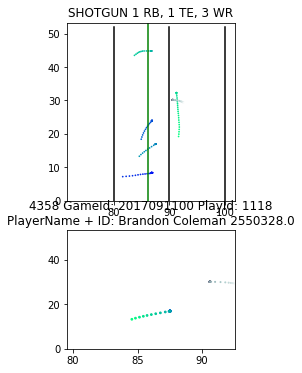 SHOTGUN 1 RB, 1 TE, 3 WR
50
40
30
20
10
0
80 90 100
4358 GameId: 2017091100 PlayId: 1118
PlayerName + ID: Brandon Coleman 2550328.0
40
20
0
80 85 90